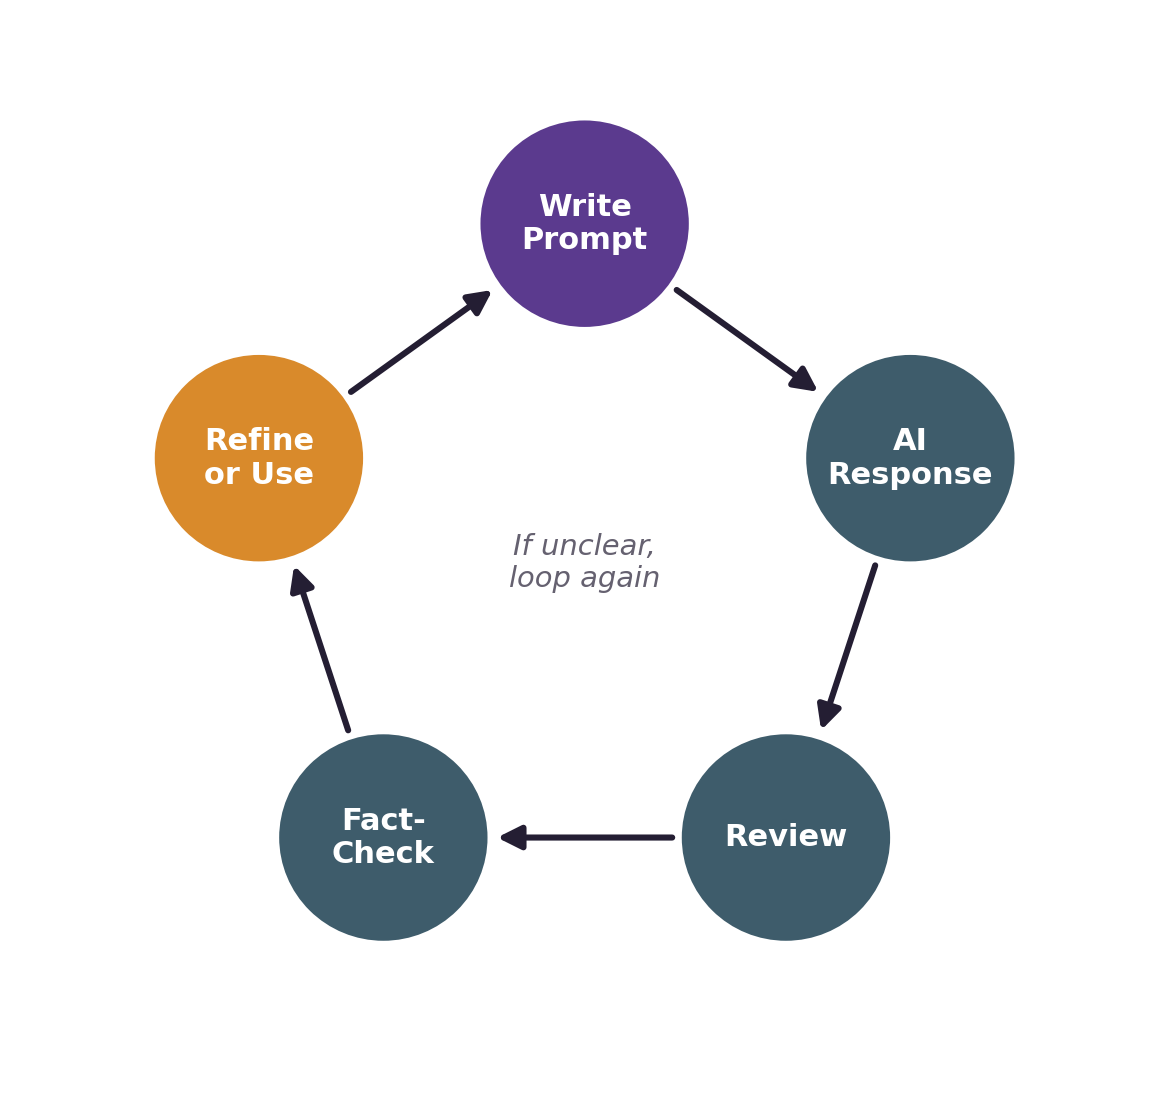 Write
Prompt
AI
Response
Review
Fact-
Check
Refine
or Use
If unclear,
loop again